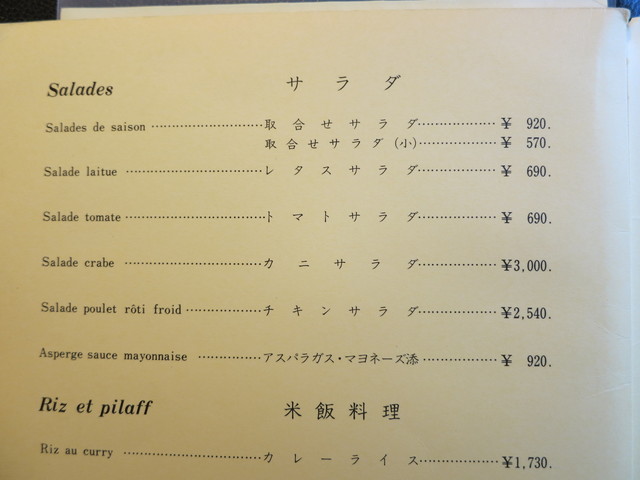 Salades サラダ
Salades de saison 取合せサラダ ¥ 920.
取合せサラダ(小) ¥ 570.
Salade laitue レタスサラダ ¥ 690.
Salade tomate トマトサラダ ¥ 690.
Salade crabe カニサラダ ¥3,000.
Salade poulet rôti froid チキンサラダ ¥2,540.
Asperge sauce mayonnaise アスパラガス・マヨネーズ添 ¥ 920.
Riz et pilaff 米飯料理
Riz au curry カレーライス ¥1,730.